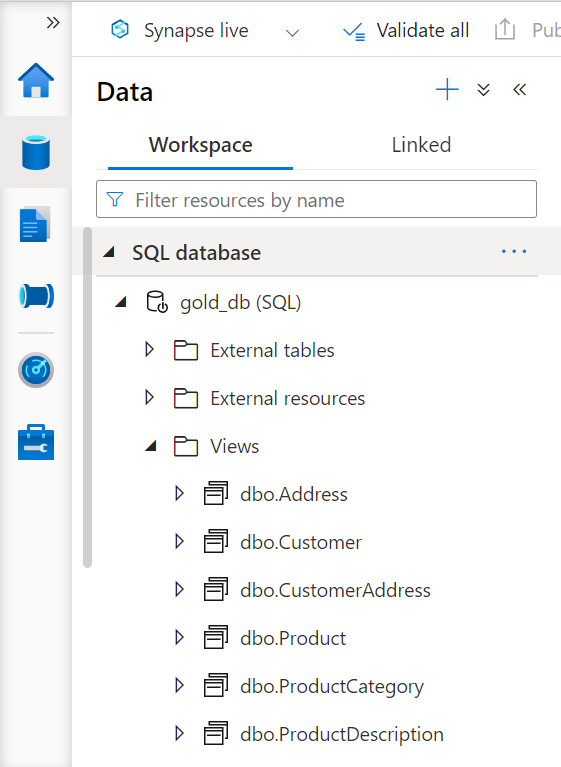 Synapse live
Validate all
Pub
Data
Workspace
Linked
Filter resources by name
SQL database
gold_db (SQL)
External tables
External resources
Views
dbo.Address
dbo.Customer
dbo.CustomerAddress
dbo.Product
dbo.ProductCategory
dbo.ProductDescription